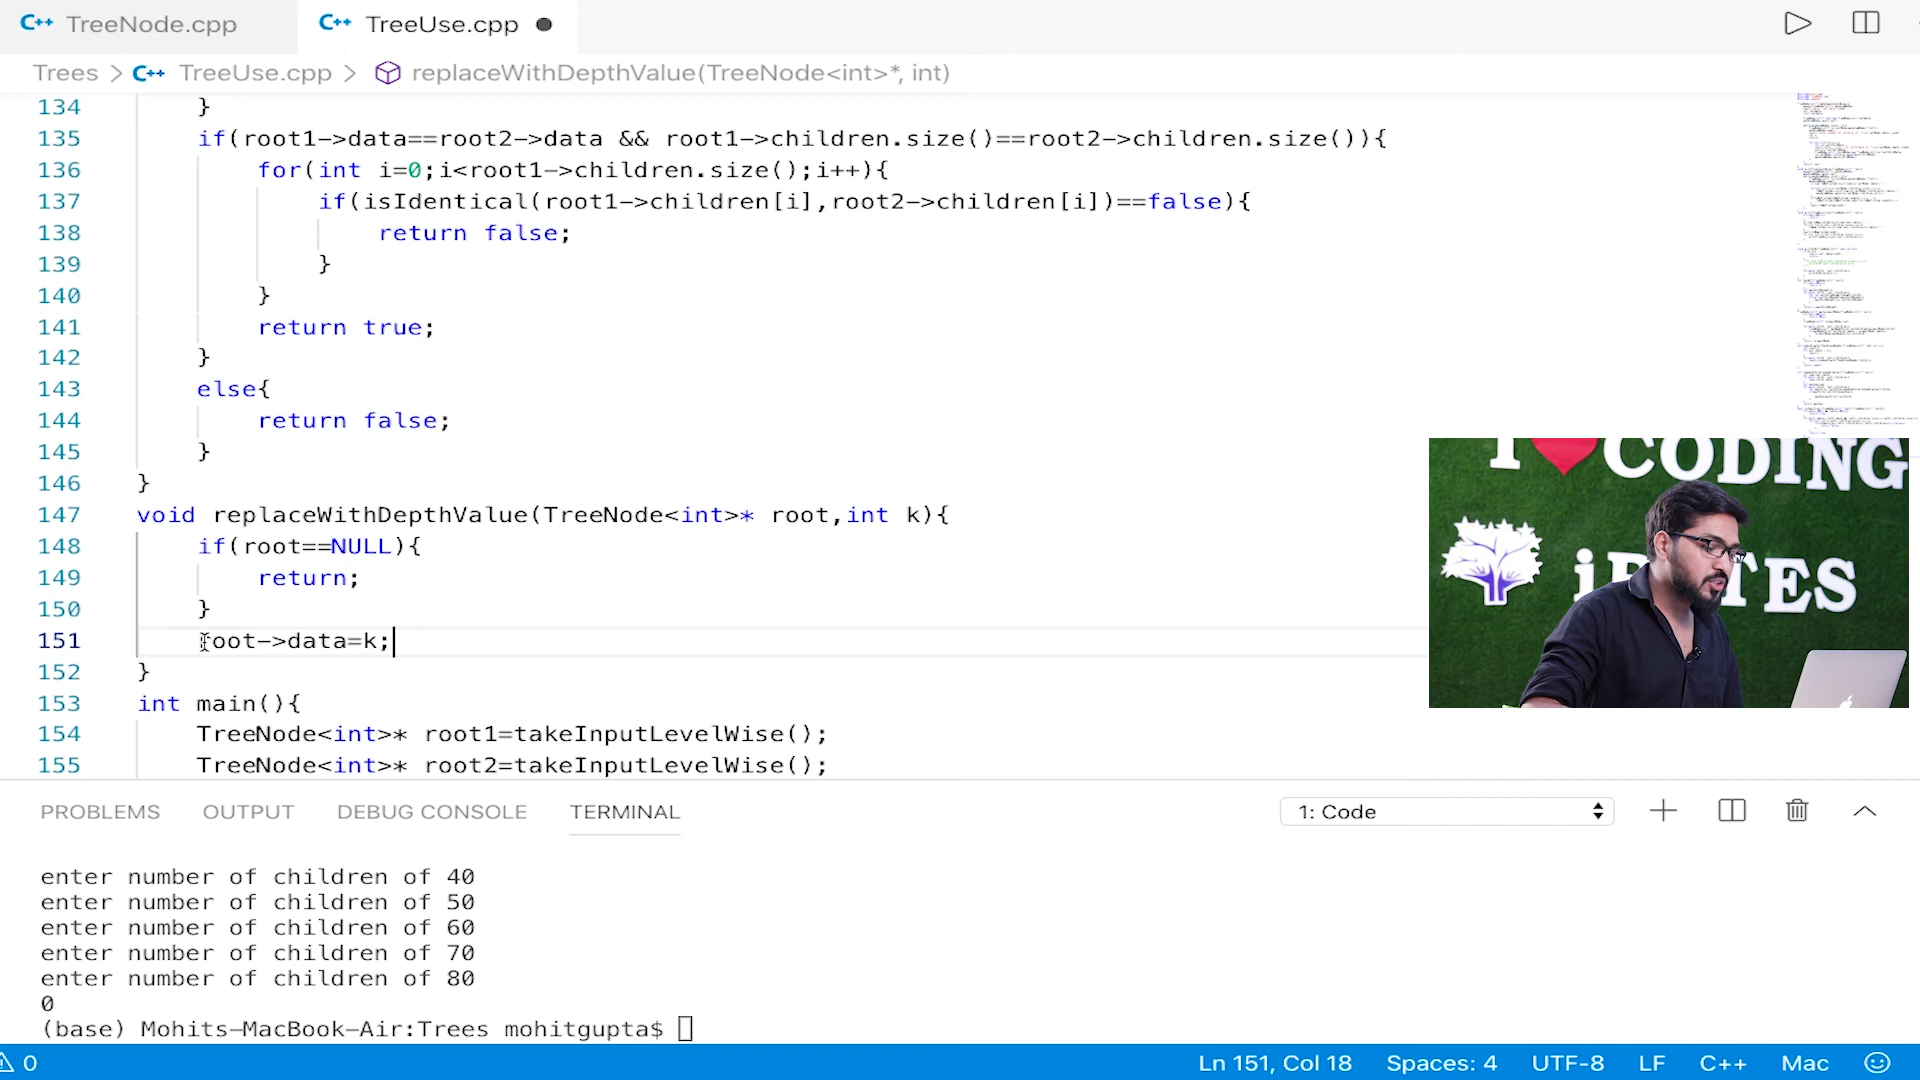 C++ TreeNode.cpp C++ TreeUse.cpp
Trees > C++ TreeUse.cpp > replaceWithDepthValue(TreeNode<int>*, int)
134 }
135 if(root1->data==root2->data && root1->children.size()==root2->children.size()){
136 for(int i=0;i<root1->children.size();i++){
137 if(isIdentical(root1->children[i],root2->children[i])==false){
138 return false;
139 }
140 }
141 return true;
142 }
143 else{
144 return false;
145 }
146 }
147 void replaceWithDepthValue(TreeNode<int>* root,int k){
148 if(root==NULL){
149 return;
150 }
151 root->data=k;
152 }
153 int main(){
154 TreeNode<int>* root1=takeInputLevelWise();
155 TreeNode<int>* root2=takeInputLevelWise();
I CODING
PROBLEMS OUTPUT DEBUG CONSOLE TERMINAL 1: Code
enter number of children of 40
enter number of children of 50
enter number of children of 60
enter number of children of 70
enter number of children of 80
0
(base) Mohits-MacBook-Air:Trees mohitgupta$
0 Ln 151, Col 18 Spaces: 4 UTF-8 LF C++ Mac